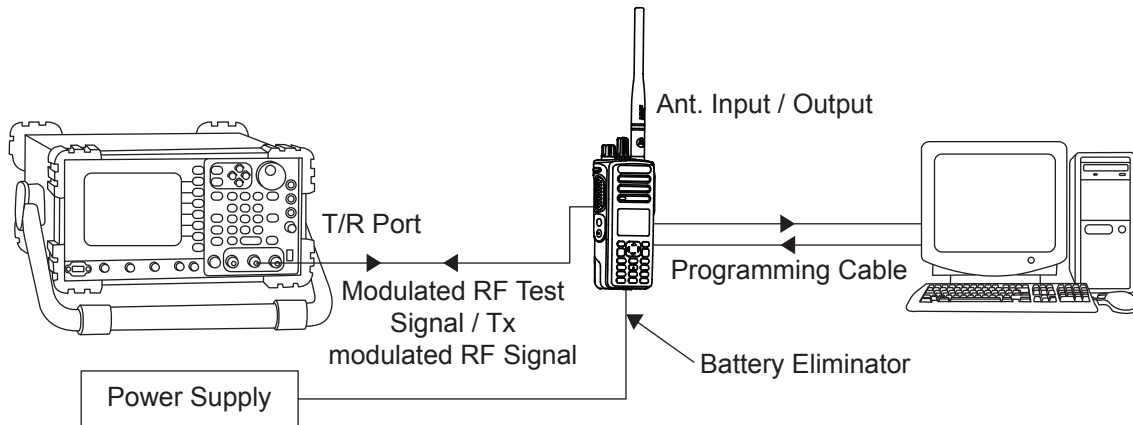 Ant. Input / Output
T/R Port
Programming Cable
Modulated RF Test
Signal / Tx
modulated RF Signal
Battery Eliminator
Power Supply